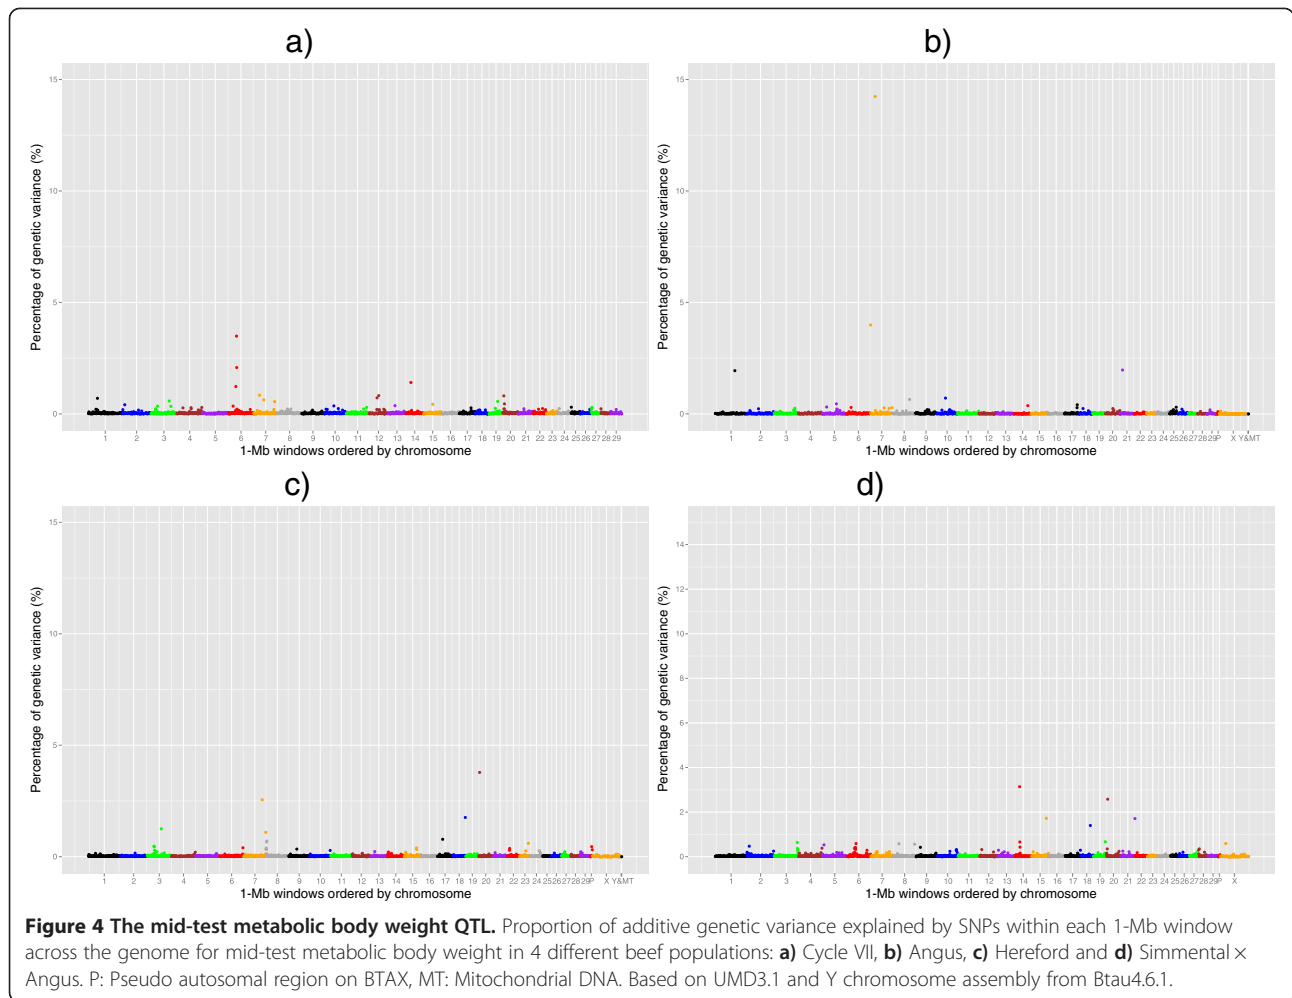 a)
b)
15
10
5
0
Percentage of genetic variance (%)
1 2 3 4 5 6 7 8 9 10 11 12 13 14 15 16 17 18 19 20 21 22 23 24 25 26 27 28 29
1-Mb windows ordered by chromosome
15
10
5
0
Percentage of genetic variance (%)
1 2 3 4 5 6 7 8 9 10 11 12 13 14 15 16 17 18 19 20 21 22 23 24 25 26 27 28 29 P X Y&MT
1-Mb windows ordered by chromosome
c)
d)
15
10
5
0
Percentage of genetic variance (%)
1 2 3 4 5 6 7 8 9 10 11 12 13 14 15 16 17 18 19 20 21 22 23 24 25 26 27 28 29 P X Y&MT
1-Mb windows ordered by chromosome
14
12
10
8
6
4
2
0
Percentage of genetic variance (%)
1 2 3 4 5 6 7 8 9 10 11 12 13 14 15 16 17 18 19 20 21 22 23 24 25 26 27 28 29 P X
1-Mb windows ordered by chromosome
Figure 4 The mid-test metabolic body weight QTL. Proportion of additive genetic variance explained by SNPs within each 1-Mb window
across the genome for mid-test metabolic body weight in 4 different beef populations: a) Cycle VII, b) Angus, c) Hereford and d) Simmental ×
Angus. P: Pseudo autosomal region on BTAX, MT: Mitochondrial DNA. Based on UMD3.1 and Y chromosome assembly from Btau4.6.1.